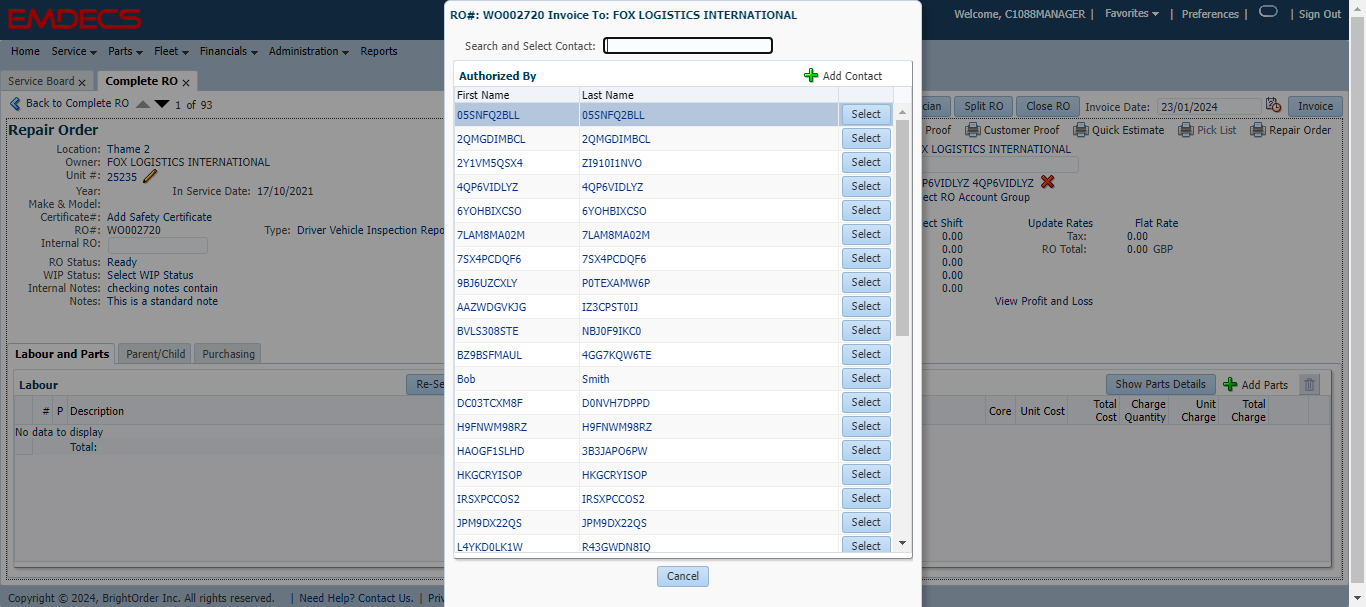 EMDECS
Welcome, C1088MANAGER | Favorites | Preferences | | Sign Out
Home Service Parts Fleet Financials Administration Reports
Service Board x Complete RO x
Back to Complete RO 1 of 93
Split RO Close RO Invoice Date: 23/01/2024 Invoice
Proof Customer Proof Quick Estimate Pick List Repair Order
Repair Order
Location: Thame 2
Owner: FOX LOGISTICS INTERNATIONAL
Unit #: 25235
Year: In Service Date: 17/10/2021
Make & Model:
Certificate#: Add Safety Certificate
RO#: WO002720 Type: Driver Vehicle Inspection Repo
Internal RO:
RO Status: Ready
WIP Status: Select WIP Status
Internal Notes: checking notes contain
Notes: This is a standard note
LOGISTICS INTERNATIONAL
P6VIDLYZ 4QP6VIDLYZ
ect RO Account Group
ect Shift Update Rates Flat Rate
0.00 Tax: 0.00
0.00 RO Total: 0.00 GBP
0.00
0.00
0.00
View Profit and Loss
Labour and Parts Parent/Child Purchasing
Labour Re-Se Show Parts Details Add Parts
# P Description Core Unit Cost Total Cost Charge Quantity Unit Charge Total Charge
No data to display
Total:
Copyright © 2024, BrightOrder Inc. All rights reserved. | Need Help? Contact Us. | Priv
RO#: WO002720 Invoice To: FOX LOGISTICS INTERNATIONAL
Search and Select Contact:
Authorized By Add Contact
First Name Last Name
05SNFQ2BLL 05SNFQ2BLL Select
2QMGDIMBCL 2QMGDIMBCL Select
2Y1VM5QSX4 ZI910I1NVO Select
4QP6VIDLYZ 4QP6VIDLYZ Select
6YOHBIXCSO 6YOHBIXCSO Select
7LAM8MA02M 7LAM8MA02M Select
7SX4PCDQF6 7SX4PCDQF6 Select
9BJ6UZCXLY P0TEXAMW6P Select
AAZWDGVKJG IZ3CPST0IJ Select
BVLS308STE NBJ0F9IKC0 Select
BZ9BSFMAUL 4GG7KQW6TE Select
Bob Smith Select
DC03TCXM8F D0NVH7DPPD Select
H9FNWM98RZ H9FNWM98RZ Select
HAOGF1SLHD 3B3JAPO6PW Select
HKGCRYISOP HKGCRYISOP Select
IRSXPCCOS2 IRSXPCCOS2 Select
JPM9DX22QS JPM9DX22QS Select
L4YKD0LK1W R43GWDN8IQ Select
Cancel